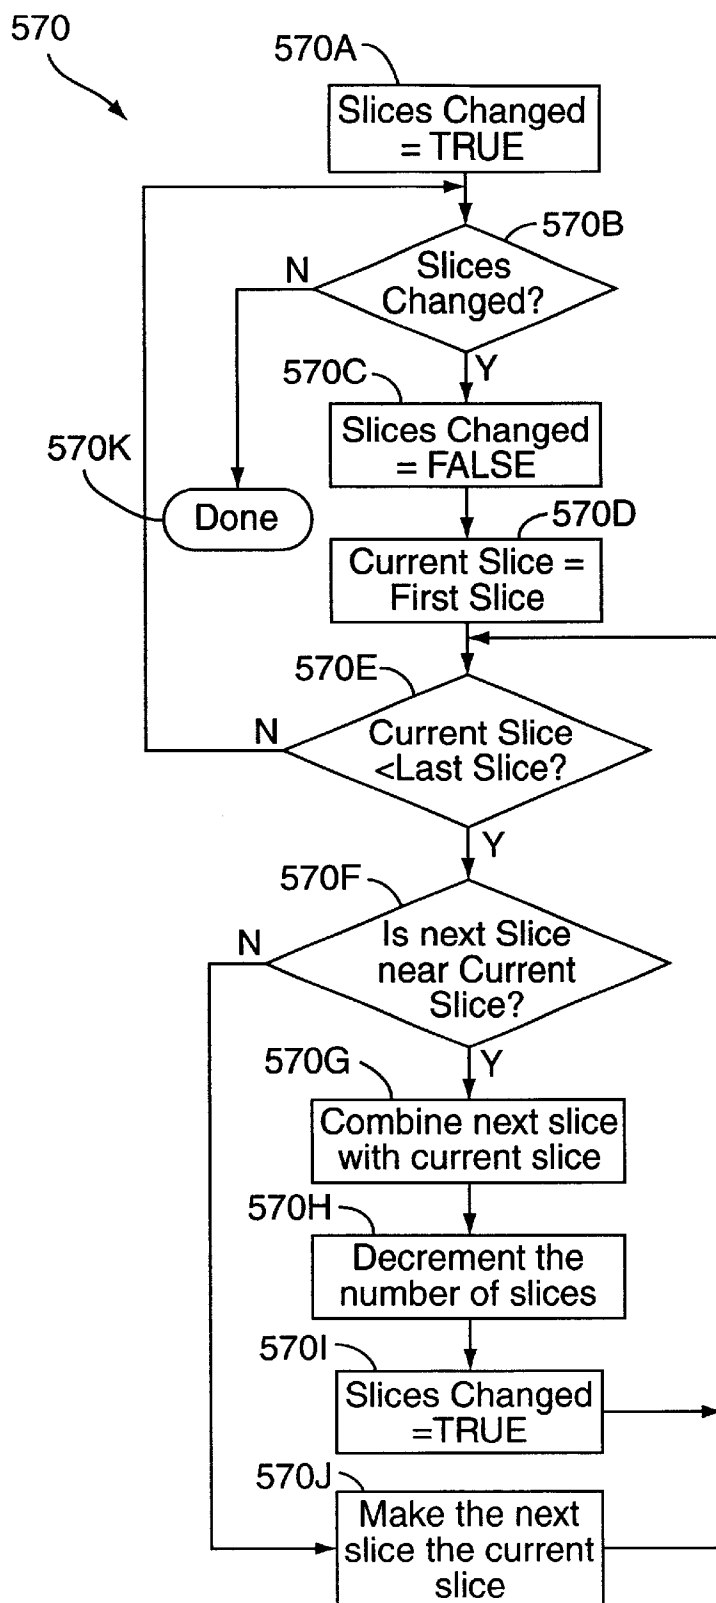 570
570A
Slices Changed
= TRUE
570B
N
Slices
Changed?
Y
570C
Slices Changed
= FALSE
570K
Done
570D
Current Slice =
First Slice
570E
N
Current Slice
<Last Slice?
Y
570F
N
Is next Slice
near Current
Slice?
Y
570G
Combine next slice
with current slice
570H
Decrement the
number of slices
570I
Slices Changed
=TRUE
570J
Make the next
slice the current
slice